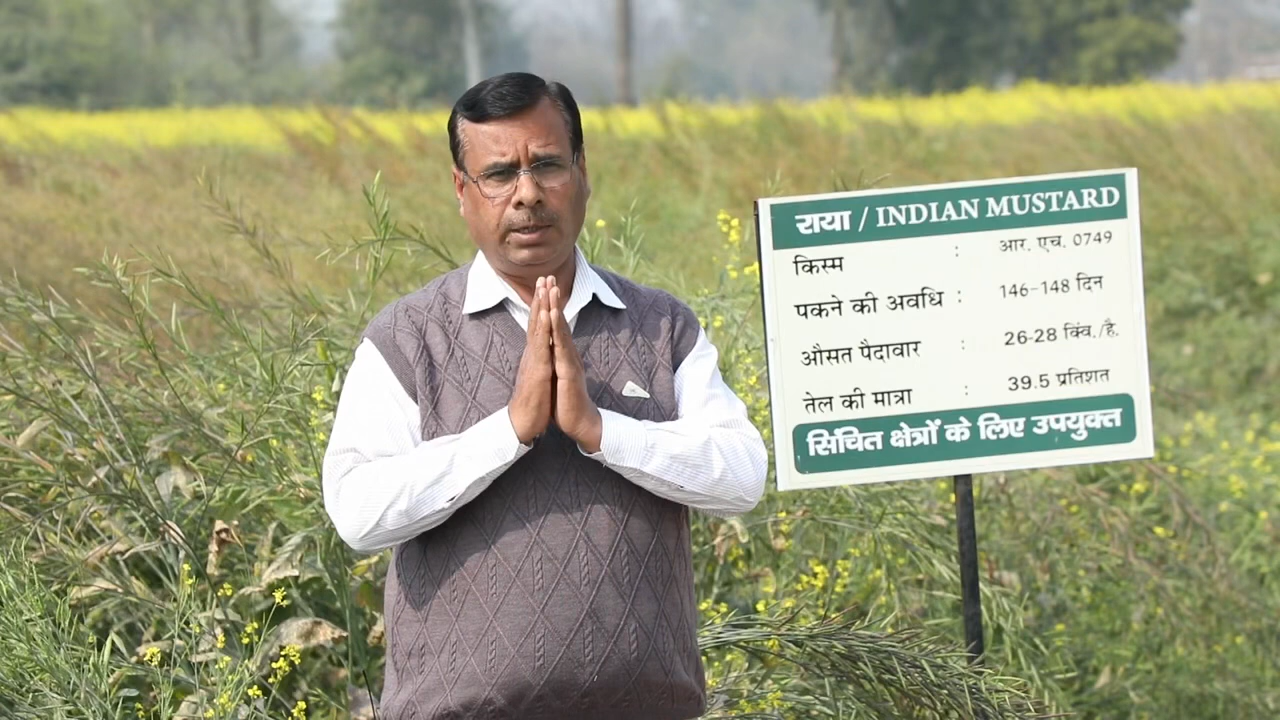 राया / INDIAN MUSTARD
किस्म : आर. एच. 0749
पकने की अवधि : 146-148 दिन
औसत पैदावार : 26-28 क्विं./है.
तेल की मात्रा : 39.5 प्रतिशत
सिंचित क्षेत्रों के लिए उपयुक्त